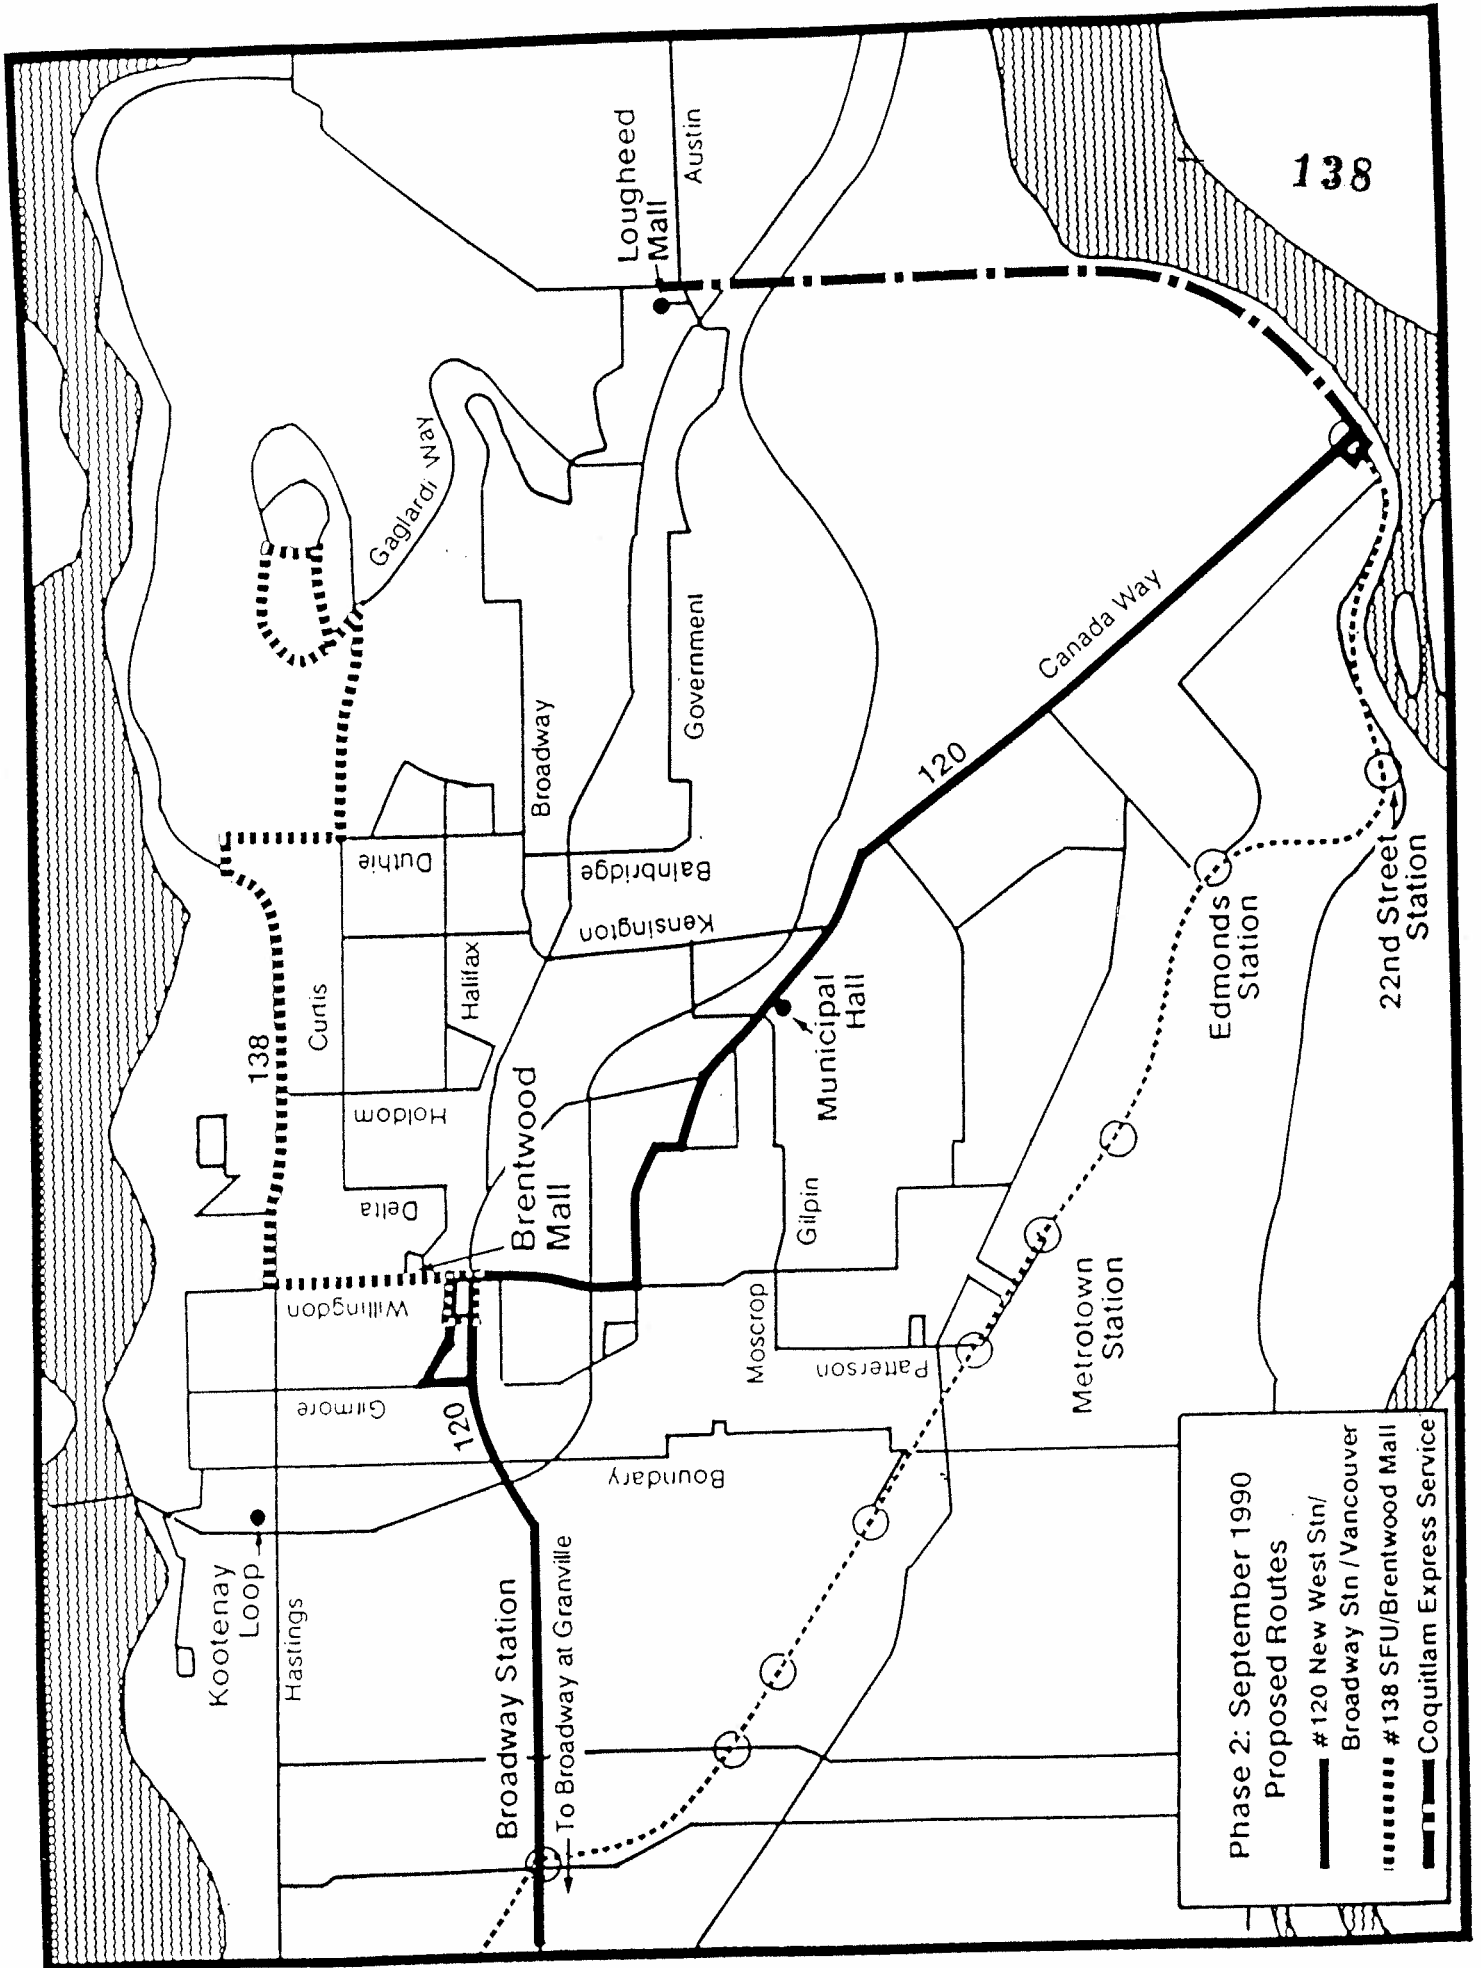 Kootenay
Loop
Hastings
138
Curtis
Gaglardi Way
Willingdon
Gilmore
Delta
Holdom
Halifax
Duthie
Broadway
Bainbridge
Kensington
Government
Lougheed
Mall
Austin
138
Brentwood
Mall
120
Broadway Station
To Broadway at Granville
Boundary
Moscrop
Gilpin
Patterson
Municipal
Hall
120
Canada Way
Metrotown
Station
Edmonds
Station
22nd Street
Station
Phase 2: September 1990
Proposed Routes
#120 New West Stn/
Broadway Stn/Vancouver
#138 SFU/Brentwood Mall
Coquitlam Express Service